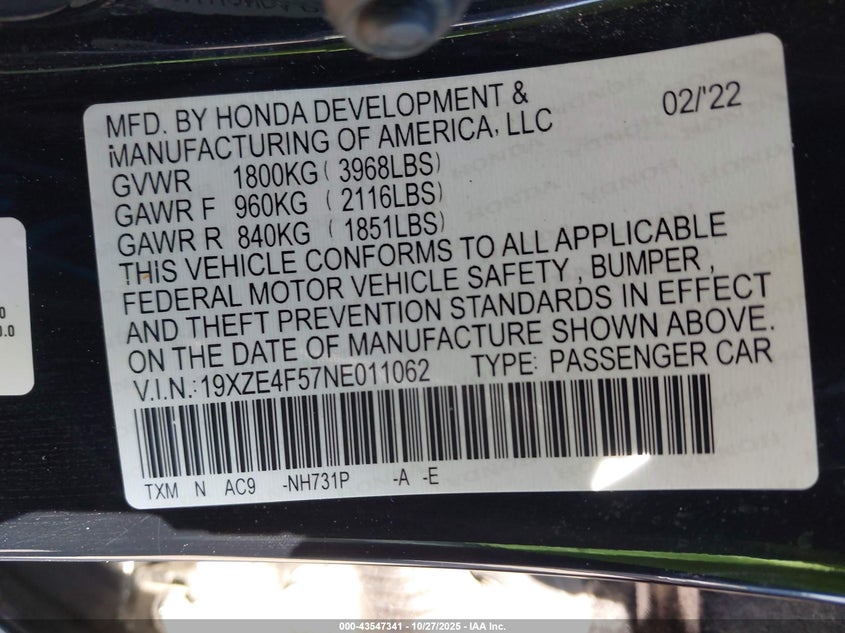 MFD. BY HONDA DEVELOPMENT & 02/'22
MANUFACTURING OF AMERICA, LLC
GVWR 1800KG ( 3968LBS)
GAWR F 960KG ( 2116LBS)
GAWR R 840KG ( 1851LBS)
THIS VEHICLE CONFORMS TO ALL APPLICABLE
FEDERAL MOTOR VEHICLE SAFETY , BUMPER ,
AND THEFT PREVENTION STANDARDS IN EFFECT
ON THE DATE OF MANUFACTURE SHOWN ABOVE.
V.I.N.: 19XZE4F57NE011062 TYPE: PASSENGER CAR
TXM N AC9 -NH731P -A -E
000-43547341 | 10/27/2025 - IAA Inc.